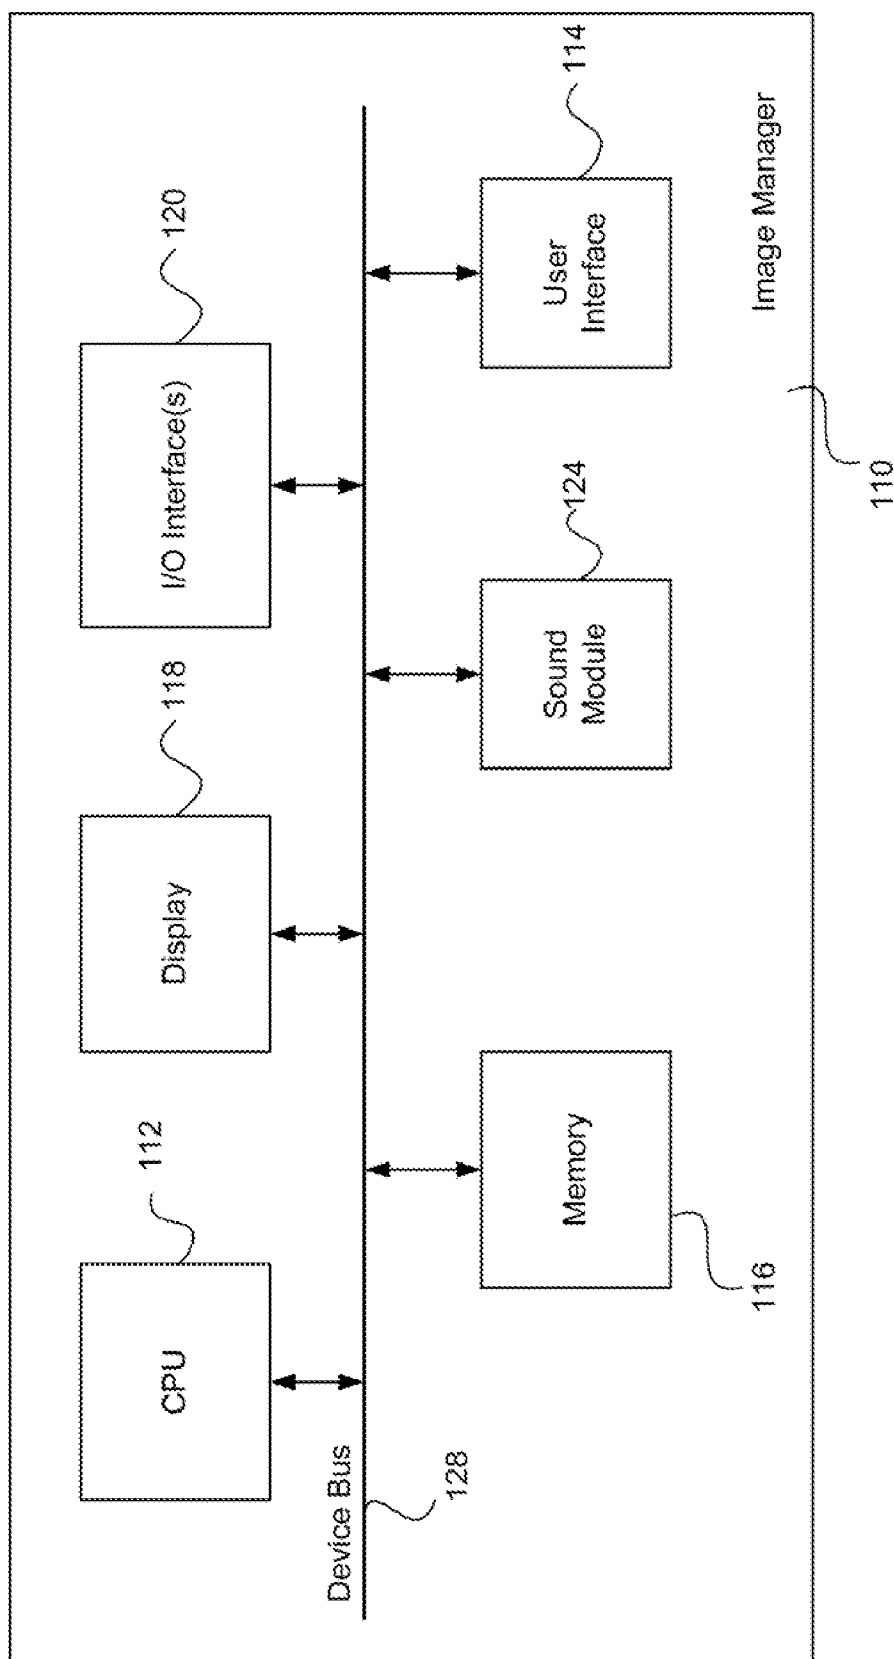 CPU
112
Display
118
I/O Interface(s)
120
Device Bus
128
Memory
116
Sound
Module
124
User
Interface
114
Image Manager
110